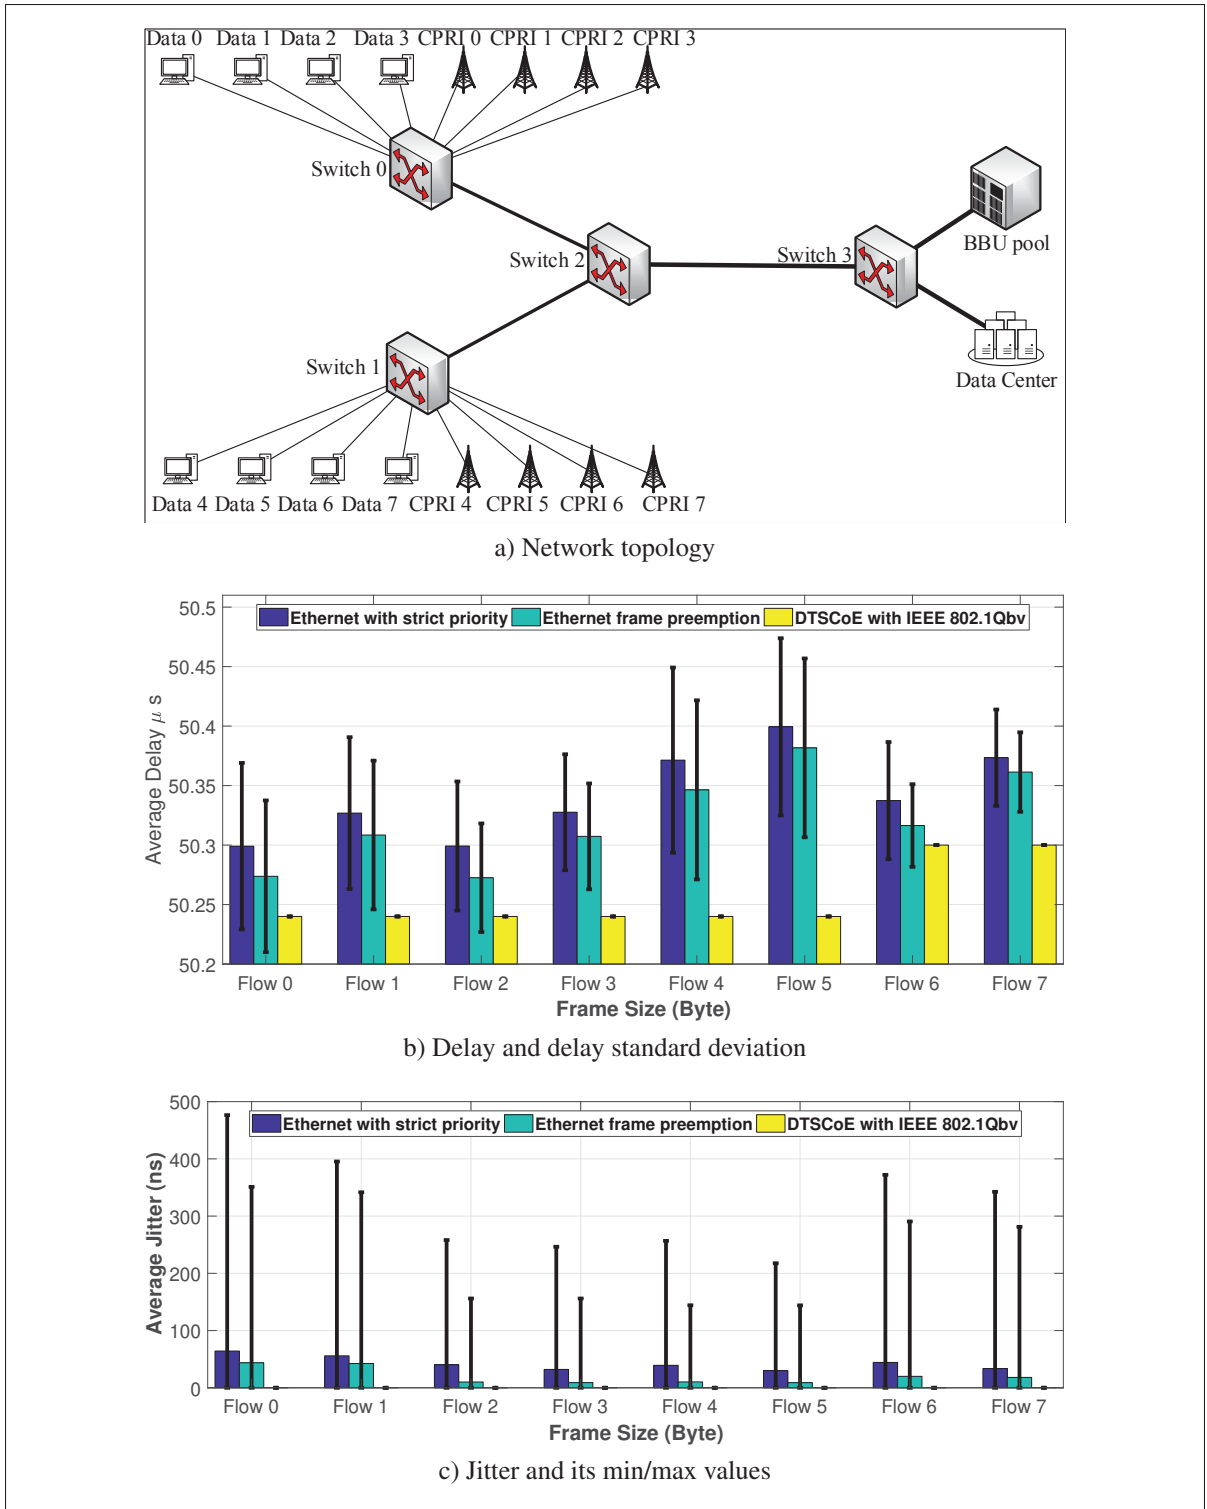 Data 0 Data 1 Data 2 Data 3 CPRI 0 CPRI 1 CPRI 2 CPRI 3
Switch 0
Switch 2
Switch 3
BBU pool
Switch 1
Data Center
Data 4 Data 5 Data 6 Data 7 CPRI 4 CPRI 5 CPRI 6 CPRI 7
a) Network topology
Average Delay μ s
50.5
50.45
50.4
50.35
50.3
50.25
50.2
Ethernet with strict priority Ethernet frame preemption DTSCoE with IEEE 802.1Qbv
Flow 0 Flow 1 Flow 2 Flow 3 Flow 4 Flow 5 Flow 6 Flow 7
Frame Size (Byte)
b) Delay and delay standard deviation
Average Jitter (ns)
500
400
300
200
100
0
Ethernet with strict priority Ethernet frame preemption DTSCoE with IEEE 802.1Qbv
Flow 0 Flow 1 Flow 2 Flow 3 Flow 4 Flow 5 Flow 6 Flow 7
Frame Size (Byte)
c) Jitter and its min/max values